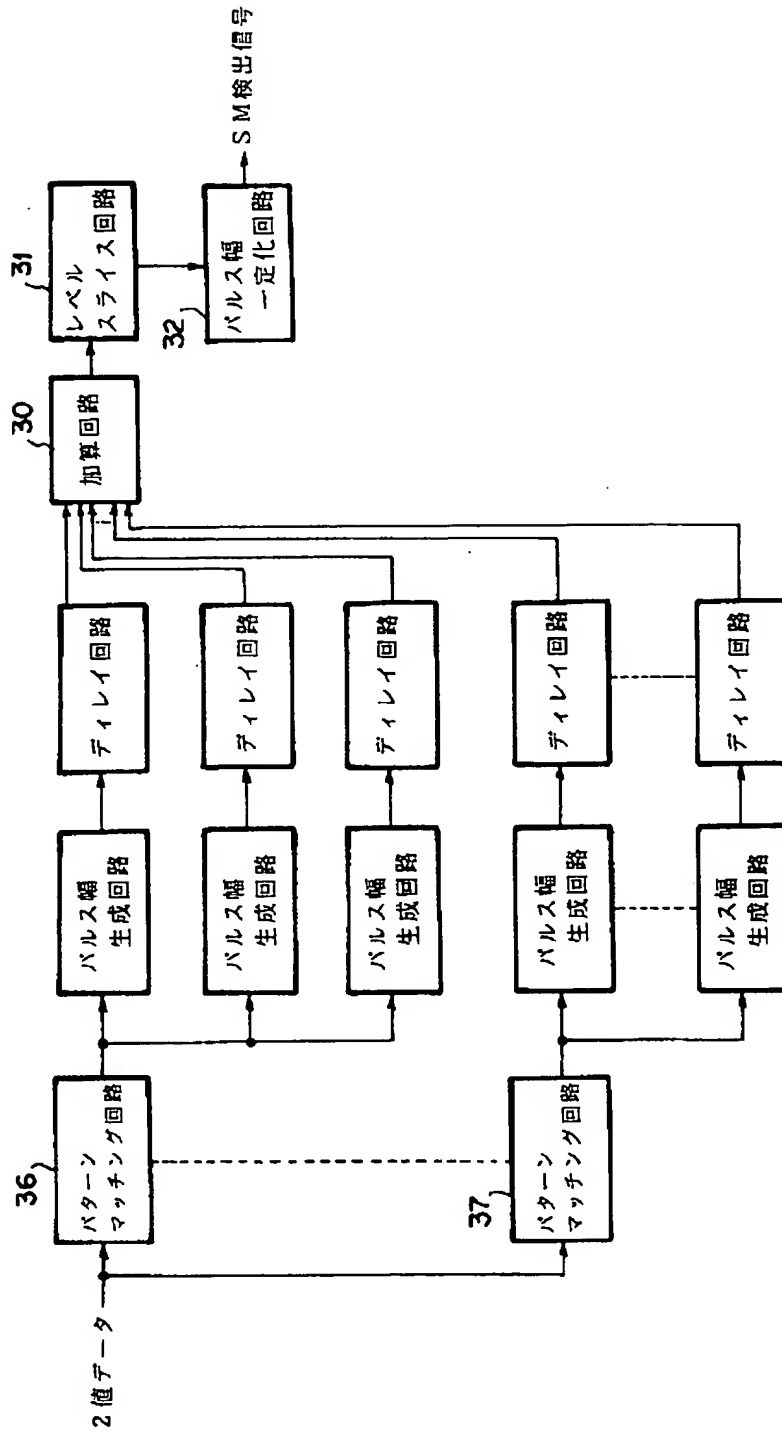 2値データ
36
パターン
マッチング回路
37
パターン
マッチング回路
パルス幅
生成回路
パルス幅
生成回路
パルス幅
生成回路
パルス幅
生成回路
パルス幅
生成回路
ディレイ回路
ディレイ回路
ディレイ回路
ディレイ回路
ディレイ回路
30
加算回路
31
レベル
スライス回路
32
パルス幅
一定化回路
SM検出信号